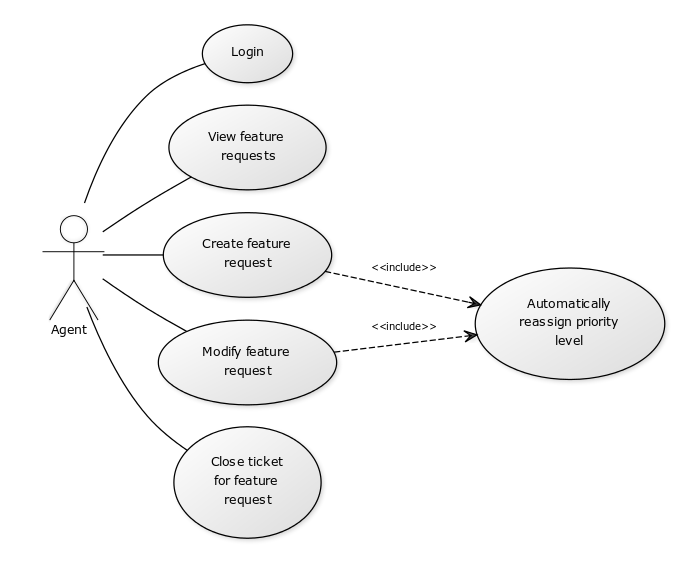 Login
View feature
requests
Create feature
request
<<include>>
Automatically
reassign priority
level
<<include>>
Agent
Modify feature
request
Close ticket
for feature
request